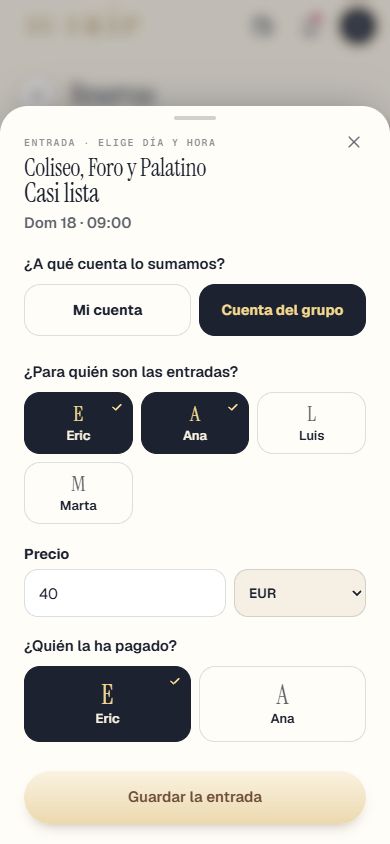 ENTRADA · ELIGE DÍA Y HORA
Coliseo, Foro y Palatino
Casi lista
Dom 18 · 09:00
¿A qué cuenta lo sumamos?
Mi cuenta
Cuenta del grupo
¿Para quién son las entradas?
E
Eric
A
Ana
L
Luis
M
Marta
Precio
40
EUR
¿Quién la ha pagado?
E
Eric
A
Ana
Guardar la entrada